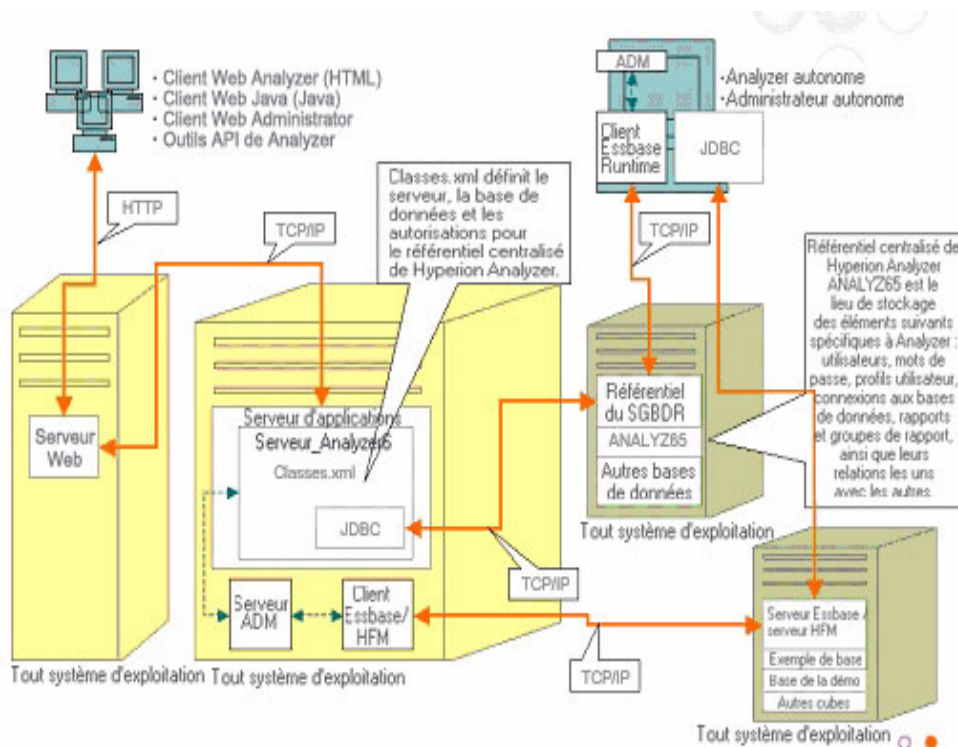 · Client Web Analyzer (HTML)
· Client Web Java (Java)
· Client Web Administrator
· Outils API de Analyzer
HTTP
TCP/IP
Classes.xml définit le
serveur, la base de
données et les
autorisations pour
le référentiel centralisé
de Hyperion Analyzer.
ADM
Client
Essbase
Runtime
JDBC
·Analyzer autonome
·Administrateur autonome
TCP/IP
Référentiel centralisé de
Hyperion Analyzer
ANALYZ65 est le
lieu de stockage
des éléments suivants
spécifiques à Analyzer :
utilisateurs, mots de
passe, profils utilisateur,
connexions aux bases
de données, rapports
et groupes de rapport,
ainsi que leurs
relations les uns
avec les autres.
Serveur
Web
Tout système d'exploitation
Serveur d'applications
Serveur_Analyzer6
Classes.xml
JDBC
Serveur
ADM
Client
Essbase/
HFM
Tout système d'exploitation
TCP/IP
Référentiel
du SGBDR
ANALYZ65
Autres bases
de données
Tout système d'exploitation
TCP/IP
Serveur Essbase /
serveur HFM
Exemple de base
Base de la démo
Autres cubes
Tout système d'exploitation